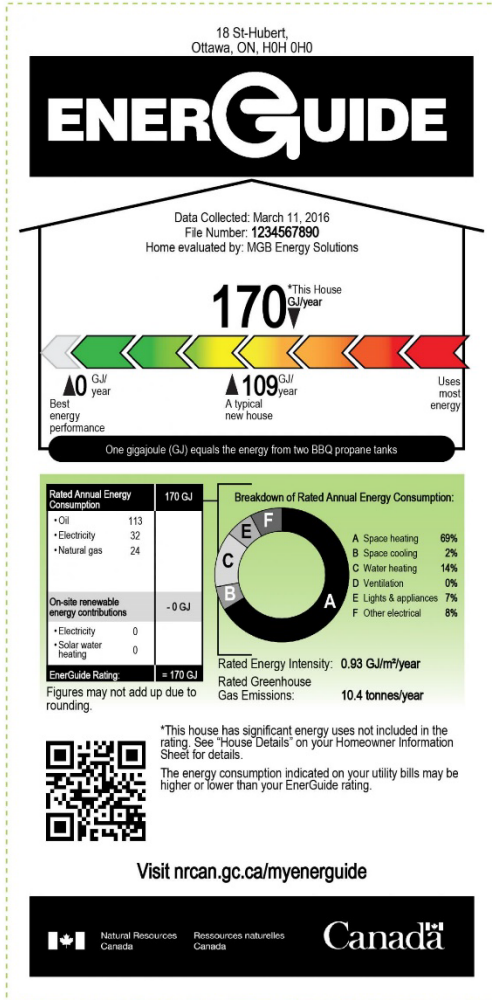 18 St-Hubert,
Ottawa, ON, H0H 0H0
ENERGUIDE
Data Collected: March 11, 2016
File Number: 1234567890
Home evaluated by: MGB Energy Solutions
170
*This House
GJ/year
0 GJ/
year
Best
energy
performance
109 GJ/
year
A typical
new house
Uses
most
energy
One gigajoule (GJ) equals the energy from two BBQ propane tanks
Rated Annual Energy
Consumption
170 GJ
• Oil 113
• Electricity 32
• Natural gas 24
On-site renewable
energy contributions
- 0 GJ
• Electricity 0
• Solar water
heating 0
EnerGuide Rating: = 170 GJ
Figures may not add up due to
rounding.
Breakdown of Rated Annual Energy Consumption:
F
E
C
B
A
A Space heating 69%
B Space cooling 2%
C Water heating 14%
D Ventilation 0%
E Lights & appliances 7%
F Other electrical 8%
Rated Energy Intensity: 0.93 GJ/m²/year
Rated Greenhouse
Gas Emissions: 10.4 tonnes/year
*This house has significant energy uses not included in the
rating. See “House Details” on your Homeowner Information
Sheet for details.
The energy consumption indicated on your utility bills may be
higher or lower than your EnerGuide rating.
Visit nrcan.gc.ca/myenerguide
Natural Resources
Canada
Ressources naturelles
Canada
Canada